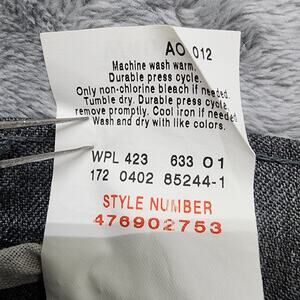 AO 012
Machine wash warm.
Durable press cycle.
Only non-chlorine bleach if needed.
Tumble dry. Durable press cycle,
remove promptly. Cool iron if needed.
Wash and dry with like colors.
WPL 423 633 01
172 0402 85244-1
STYLE NUMBER
476902753